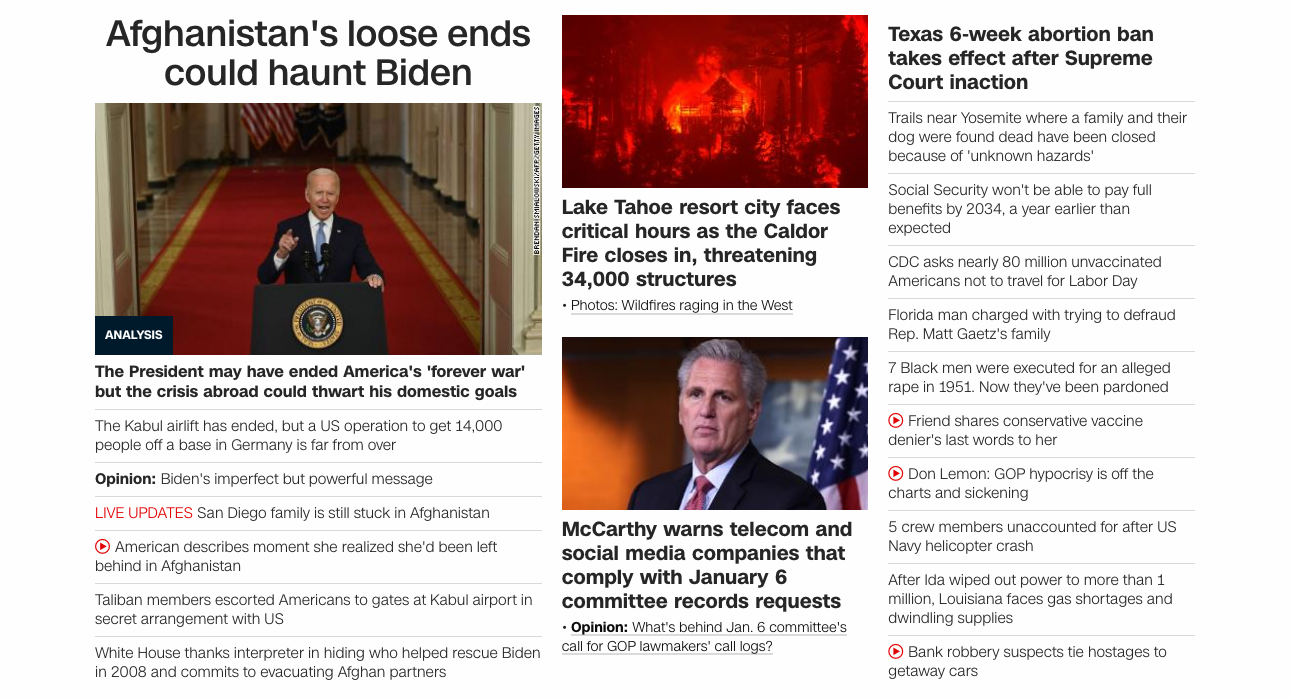 Afghanistan's loose ends
could haunt Biden
BRENDAN SMIALOWSKI/AFP/GETTY IMAGES
ANALYSIS
The President may have ended America's 'forever war'
but the crisis abroad could thwart his domestic goals
The Kabul airlift has ended, but a US operation to get 14,000
people off a base in Germany is far from over
Opinion: Biden's imperfect but powerful message
LIVE UPDATES San Diego family is still stuck in Afghanistan
American describes moment she realized she'd been left
behind in Afghanistan
Taliban members escorted Americans to gates at Kabul airport in
secret arrangement with US
White House thanks interpreter in hiding who helped rescue Biden
in 2008 and commits to evacuating Afghan partners
Lake Tahoe resort city faces
critical hours as the Caldor
Fire closes in, threatening
34,000 structures
• Photos: Wildfires raging in the West
McCarthy warns telecom and
social media companies that
comply with January 6
committee records requests
• Opinion: What's behind Jan. 6 committee's
call for GOP lawmakers' call logs?
Texas 6-week abortion ban
takes effect after Supreme
Court inaction
Trails near Yosemite where a family and their
dog were found dead have been closed
because of 'unknown hazards'
Social Security won't be able to pay full
benefits by 2034, a year earlier than
expected
CDC asks nearly 80 million unvaccinated
Americans not to travel for Labor Day
Florida man charged with trying to defraud
Rep. Matt Gaetz's family
7 Black men were executed for an alleged
rape in 1951. Now they've been pardoned
Friend shares conservative vaccine
denier's last words to her
Don Lemon: GOP hypocrisy is off the
charts and sickening
5 crew members unaccounted for after US
Navy helicopter crash
After Ida wiped out power to more than 1
million, Louisiana faces gas shortages and
dwindling supplies
Bank robbery suspects tie hostages to
getaway cars